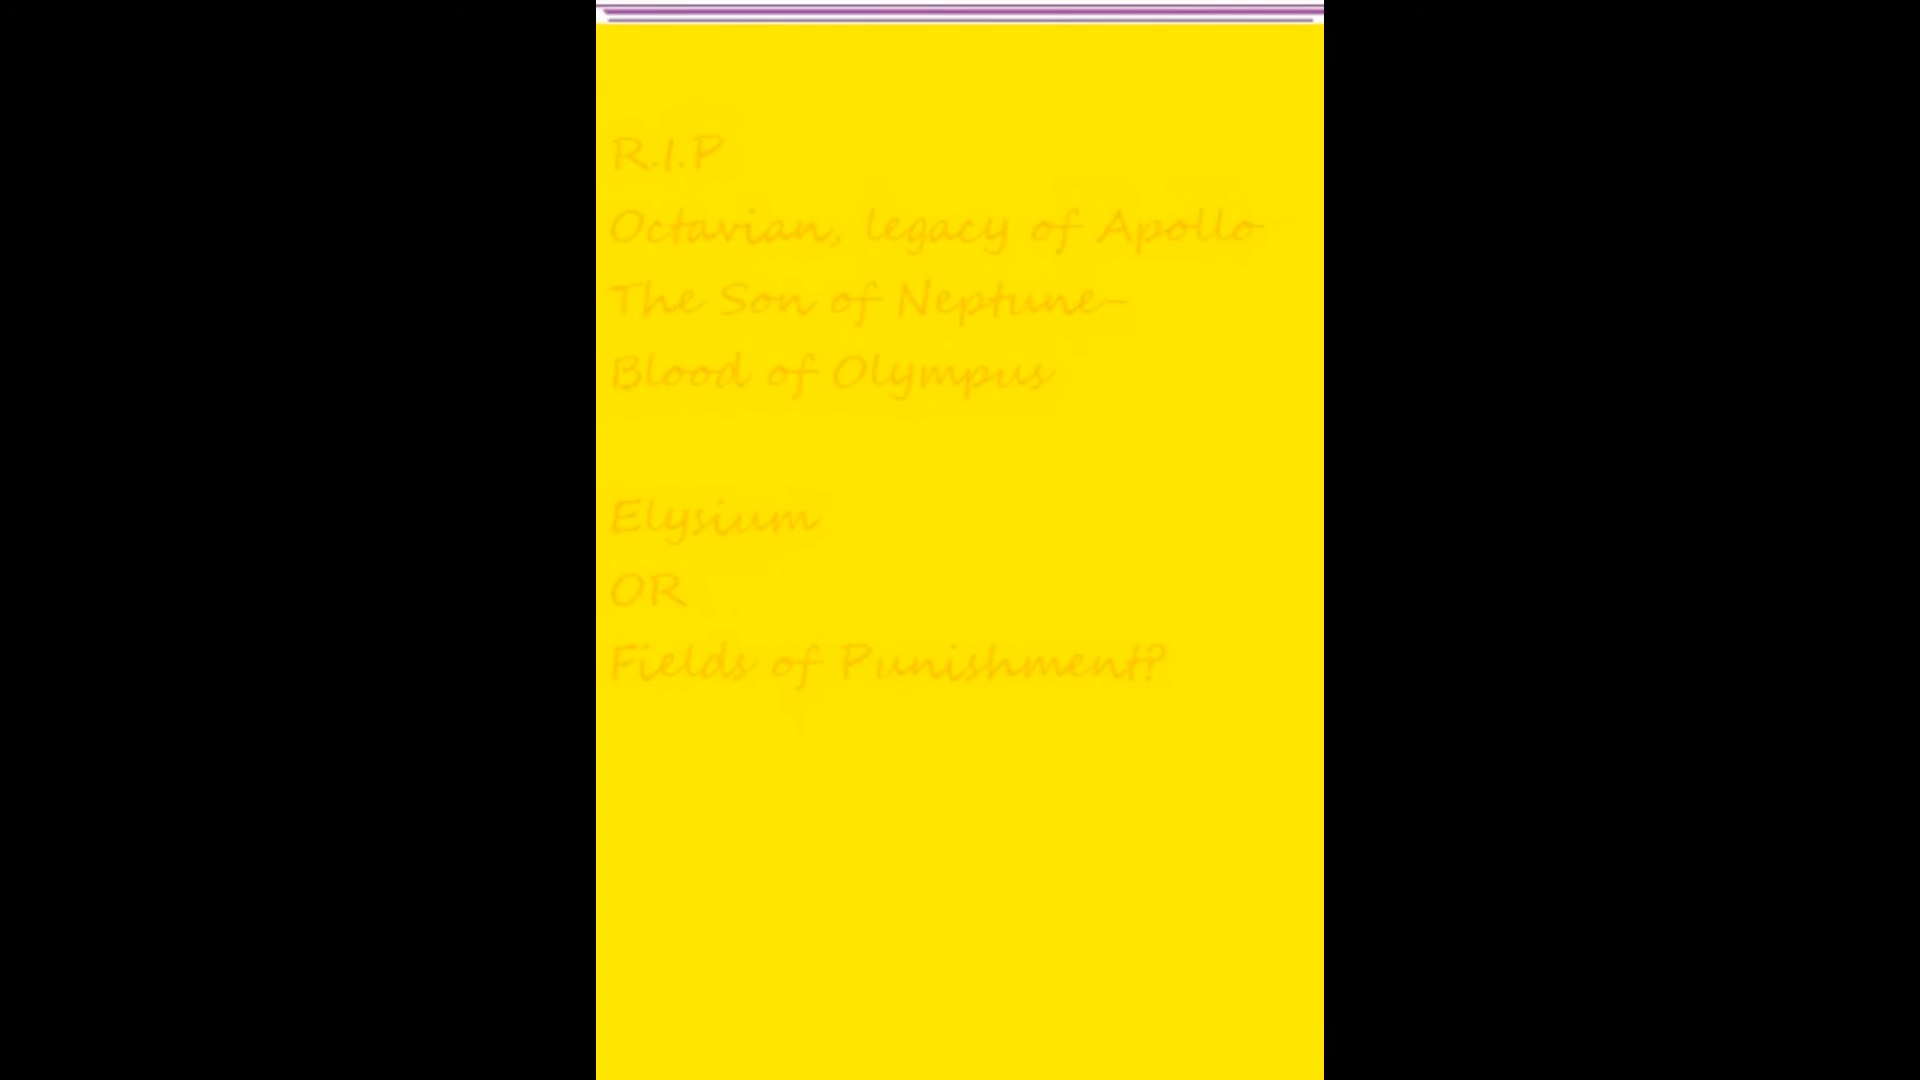 R.I.P
Octavian, legacy of Apollo
The Son of Neptune-
Blood of Olympus
Elysium
OR
Fields of Punishment?